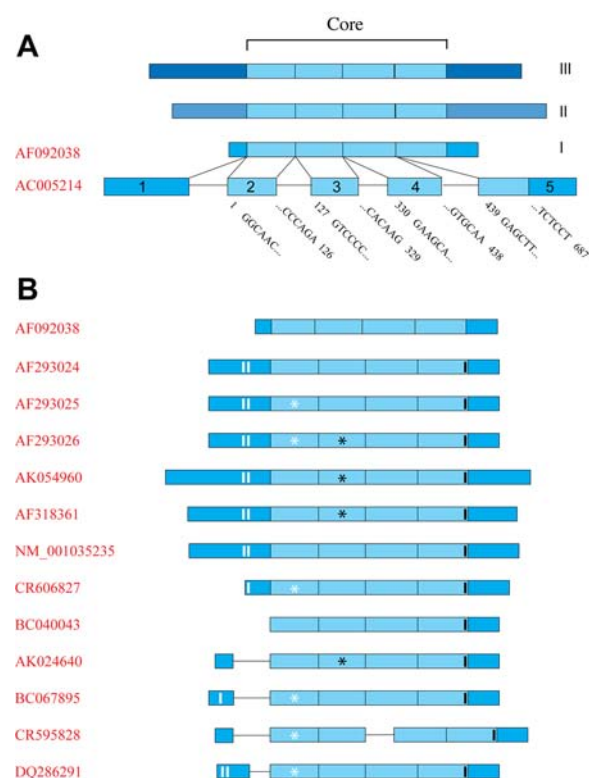 Core
A
III
II
AF092038
I
AC005214
1
2
3
4
5
1 GGCAAC...
...CCCAGA 126
127 GTCCCC...
...CACAAG 329
330 GAAGCA...
...GTGCAA 438
439 GAGCTT...
...TCTCCT 687
B
AF092038
AF293024
AF293025
*
AF293026
* *
AK054960
*
AF318361
*
NM_001035235
CR606827
*
BC040043
AK024640
*
BC067895
*
CR595828
*
DQ286291
*